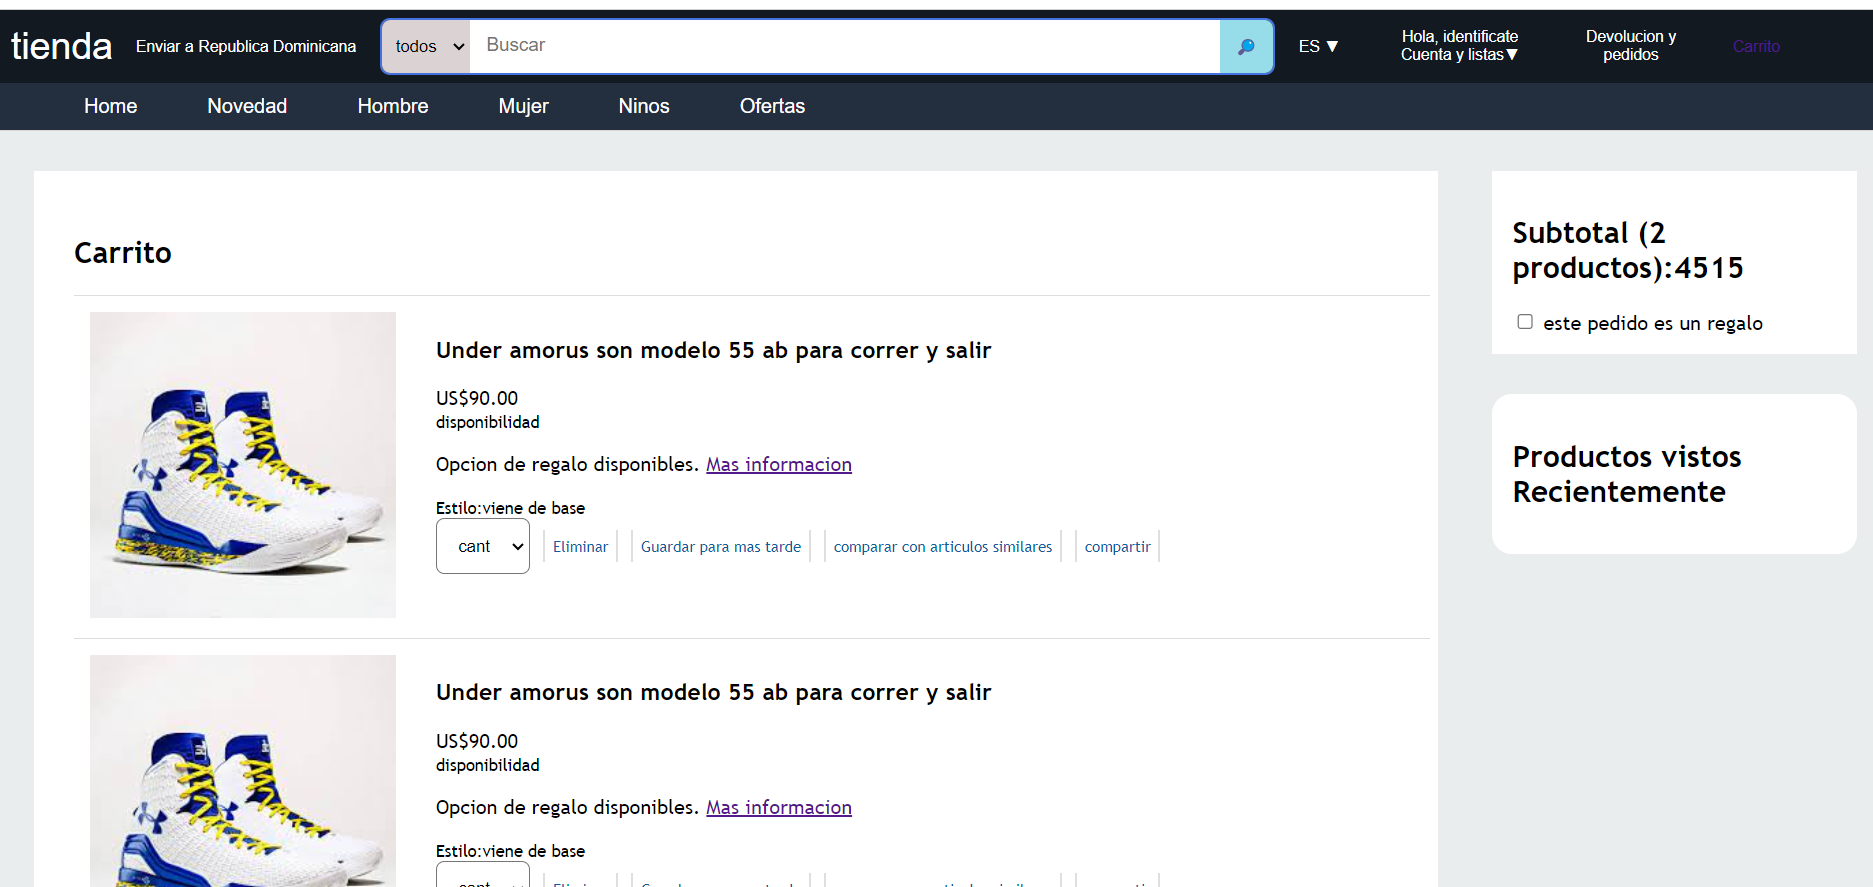 tienda
Enviar a Republica Dominicana
todos
Buscar
ES ▼
Hola, identificate
Cuenta y listas▼
Devolucion y
pedidos
Carrito
Home
Novedad
Hombre
Mujer
Ninos
Ofertas
Carrito
Under amorus son modelo 55 ab para correr y salir
US$90.00
disponibilidad
Opcion de regalo disponibles. Mas informacion
Estilo:viene de base
cant
Eliminar
Guardar para mas tarde
comparar con articulos similares
compartir
Under amorus son modelo 55 ab para correr y salir
US$90.00
disponibilidad
Opcion de regalo disponibles. Mas informacion
Estilo:viene de base
Subtotal (2
productos):4515
este pedido es un regalo
Productos vistos
Recientemente